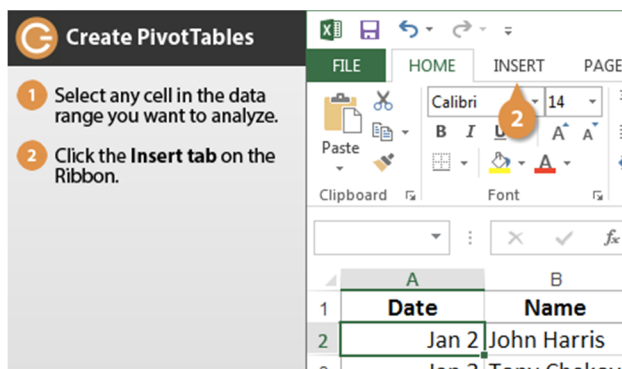 Create PivotTables
1 Select any cell in the data
range you want to analyze.
2 Click the Insert tab on the
Ribbon.
FILE HOME INSERT PAGE
Calibri 14
B I U A A
2
Paste
A
Clipboard Font
fx
A B
1 Date Name
2 Jan 2 John Harris